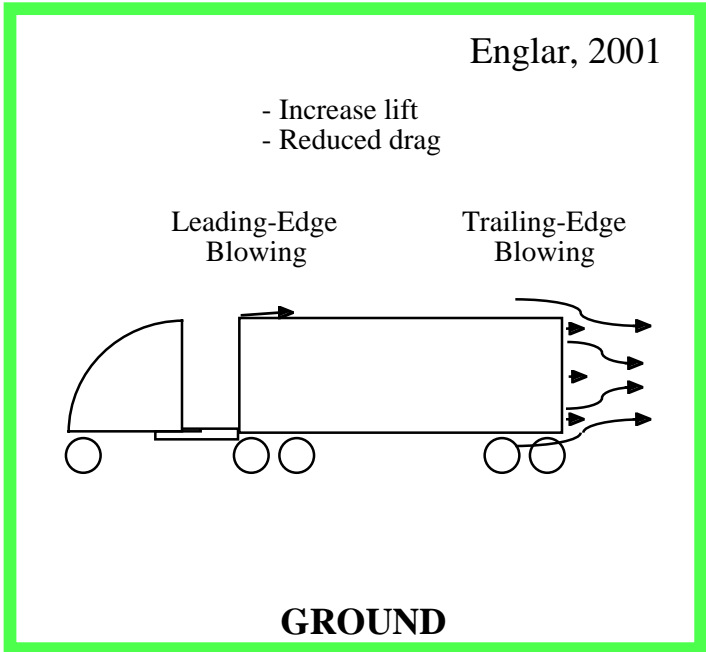 Englar, 2001
- Increase lift
- Reduced drag
Leading-Edge
Blowing
Trailing-Edge
Blowing
GROUND